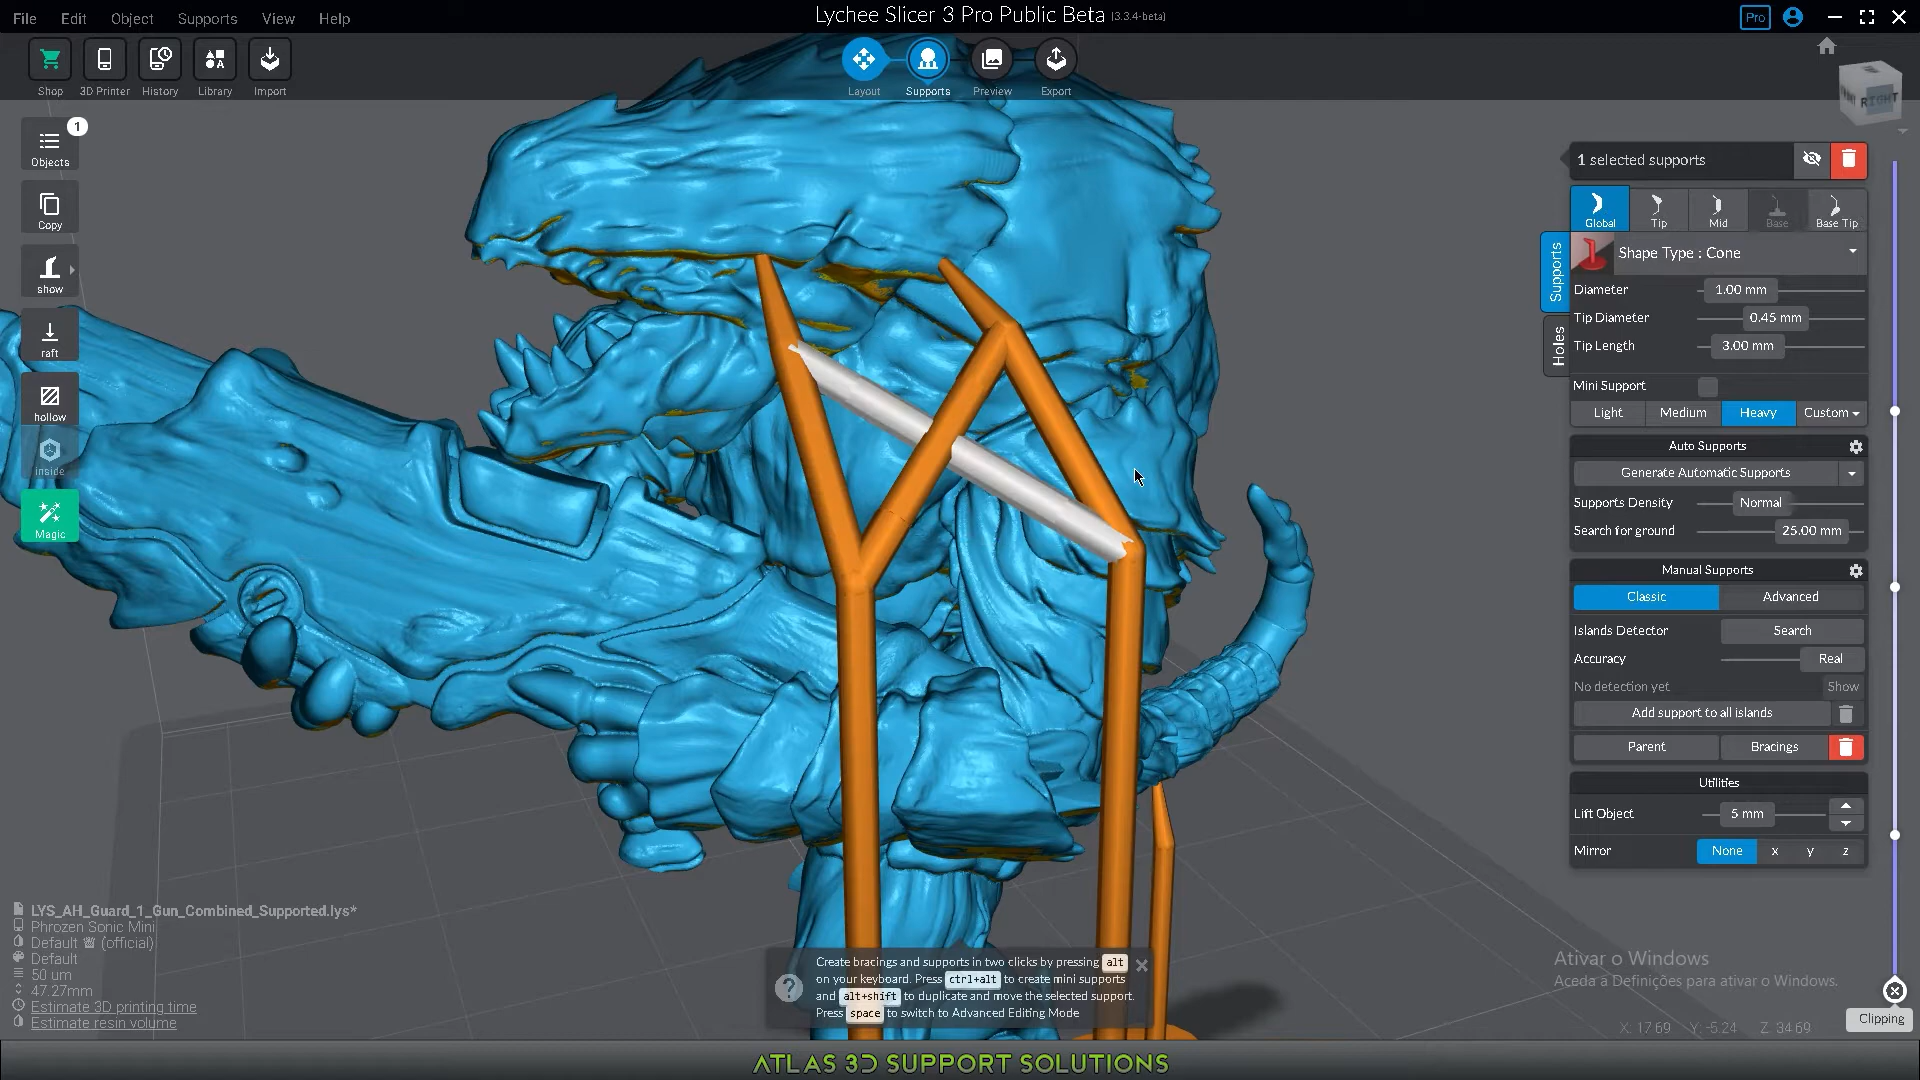 File Edit Object Supports View Help
Lychee Slicer 3 Pro Public Beta (3.3.4-beta)
Pro
Shop 3D Printer History Library Import
Layout Supports Preview Export
RIGHT
1
Objects
Copy
show
raft
hollow
inside
Magic
1 selected supports
Global Tip Mid Base Base Tip
Supports
Holes
Shape Type : Cone
Diameter 1.00 mm
Tip Diameter 0.45 mm
Tip Length 3.00 mm
Mini Support
Light Medium Heavy Custom
Auto Supports
Generate Automatic Supports
Supports Density Normal
Search for ground 25.00 mm
Manual Supports
Classic Advanced
Islands Detector Search
Accuracy Real
No detection yet Show
Add support to all islands
Parent Bracings
Utilities
Lift Object 5 mm
Mirror None x y z
LYS_AH_Guard_1_Gun_Combined_Supported.lys*
Phrozen Sonic Mini
Default (official)
Default
50 um
47.27mm
Estimate 3D printing time
Estimate resin volume
Create bracings and supports in two clicks by pressing alt
on your keyboard. Press ctrl+alt to create mini supports
and alt+shift to duplicate and move the selected support.
Press space to switch to Advanced Editing Mode
Ativar o Windows
Aceda a Definições para ativar o Windows.
Clipping
X: 17.69 Y: -5.24 Z: 34.69
ATLAS 3D SUPPORT SOLUTIONS